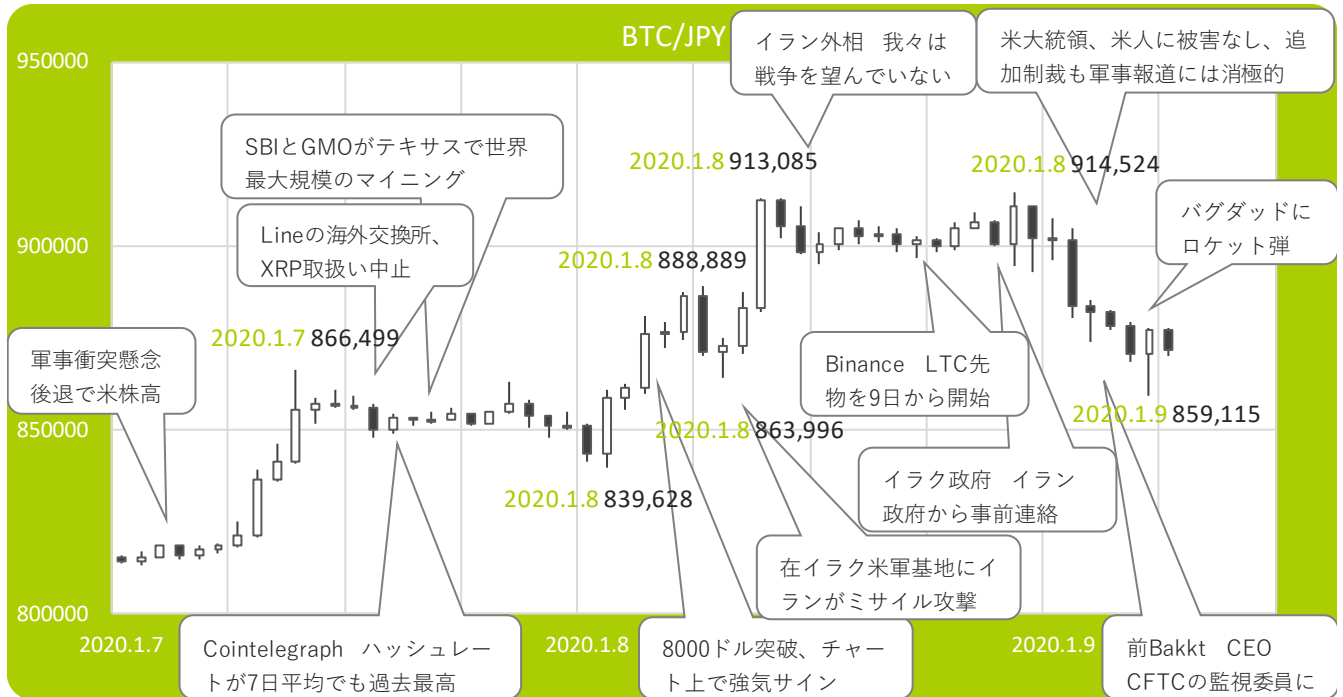 BTC/JPY
950000
900000
850000
800000
イラン外相　我々は
戦争を望んでいない
米大統領、米人に被害なし、追
加制裁も軍事報道には消極的
SBIとGMOがテキサスで世界
最大規模のマイニング
2020.1.8 913,085
2020.1.8 914,524
Lineの海外交換所、
XRP取扱い中止
バグダッドに
ロケット弾
2020.1.8 888,889
2020.1.7 866,499
軍事衝突懸念
後退で米株高
Binance　LTC先
物を9日から開始
2020.1.9 859,115
2020.1.8 863,996
2020.1.8 839,628
イラク政府　イラン
政府から事前連絡
在イラク米軍基地にイ
ランがミサイル攻撃
2020.1.7
2020.1.8
2020.1.9
Cointelegraph　ハッシュレー
トが7日平均でも過去最高
8000ドル突破、チャー
ト上で強気サイン
前Bakkt　CEO
CFTCの監視委員に